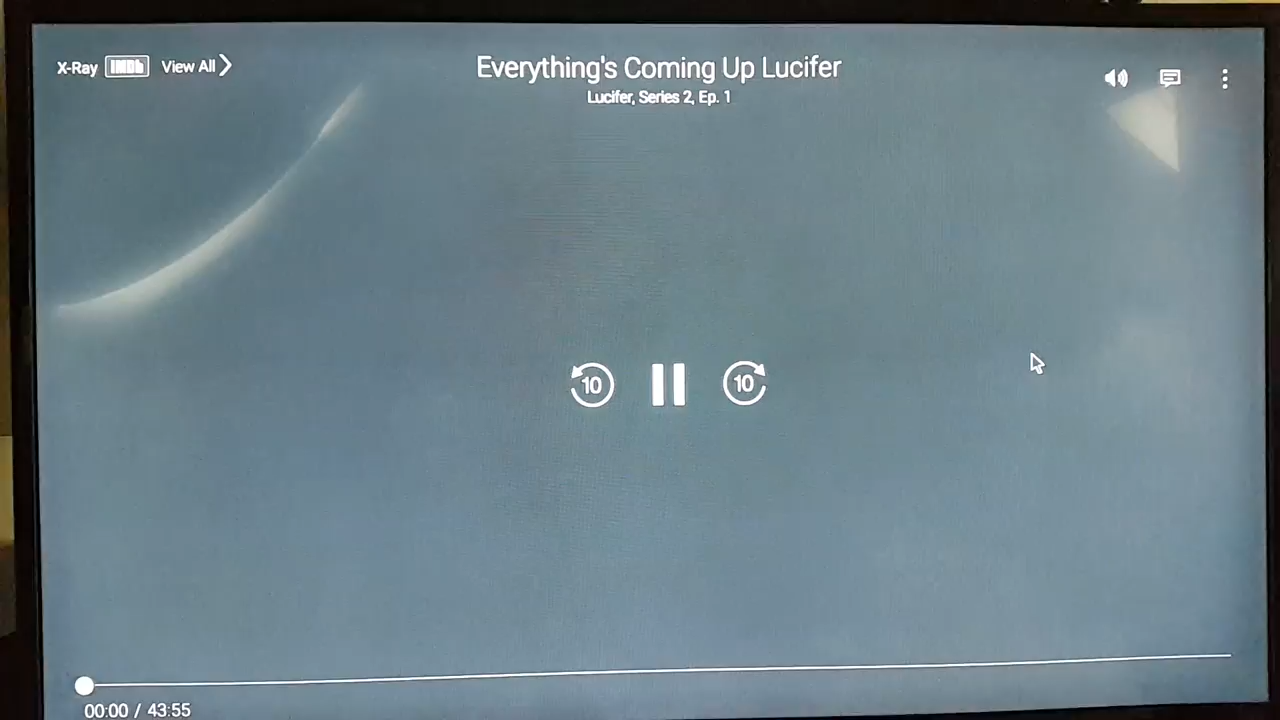 X-Ray IMDb View All
Everything's Coming Up Lucifer
Lucifer, Series 2, Ep. 1
10
10
00:00 / 43:55